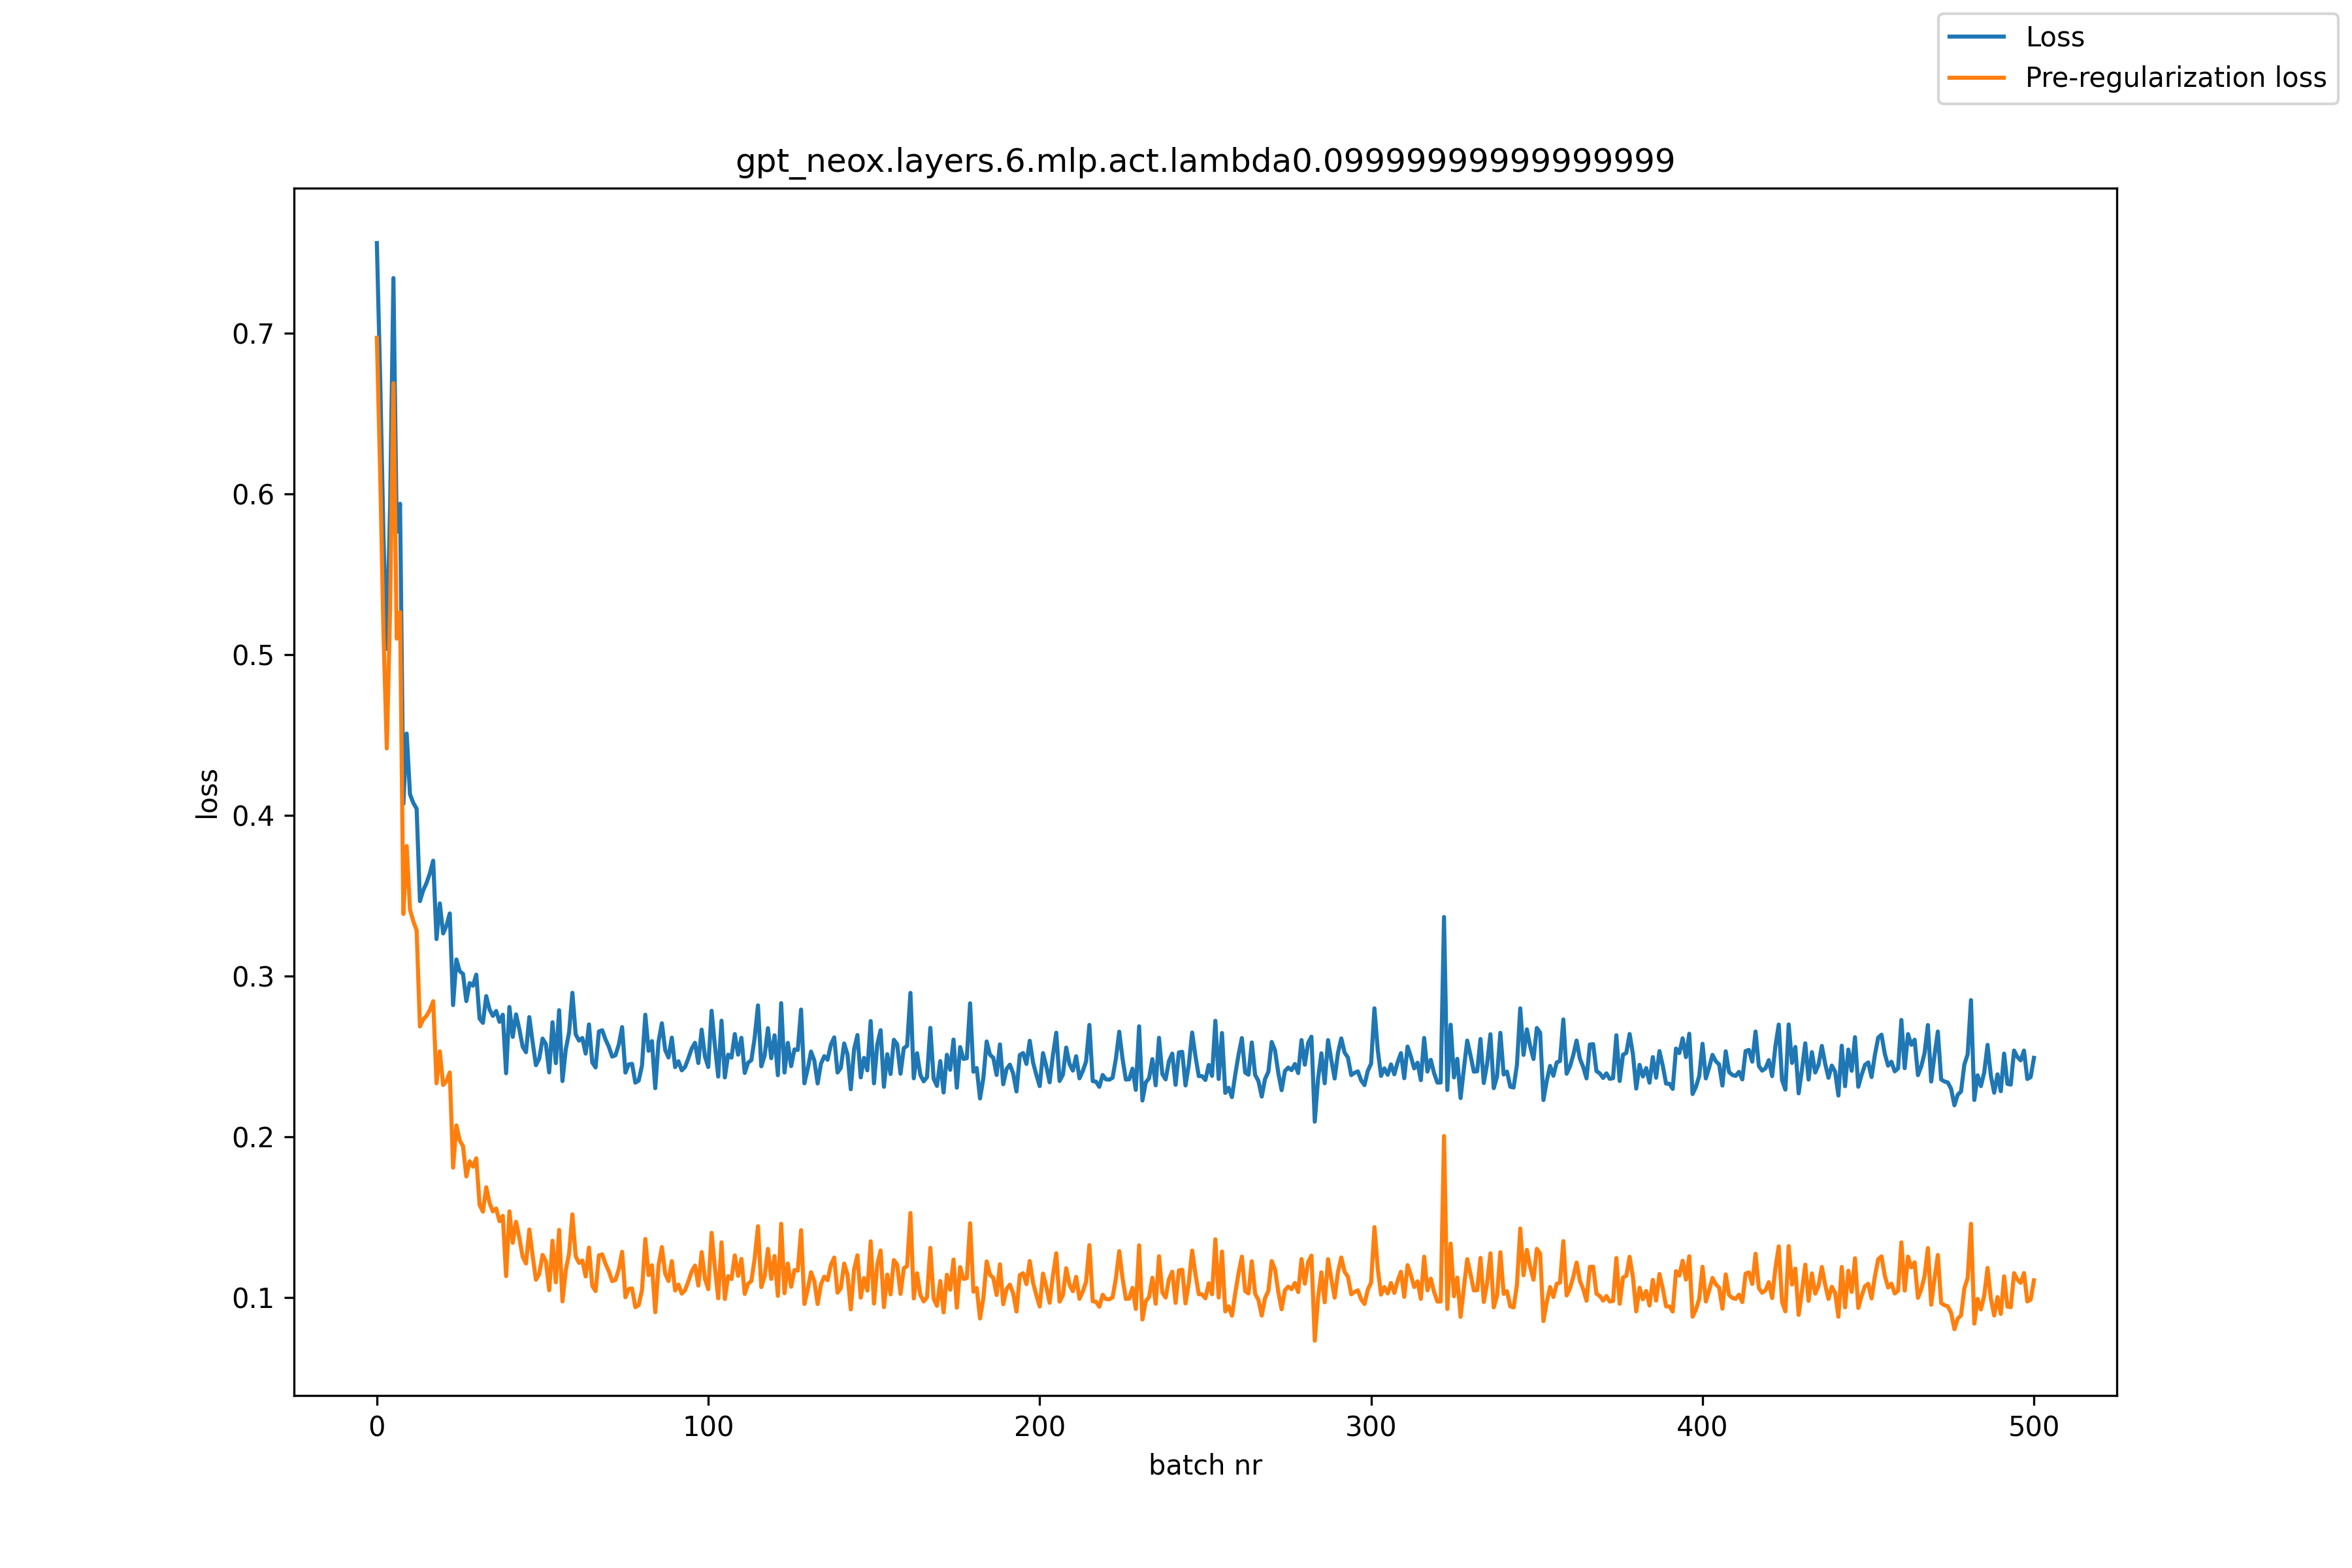 Loss
Pre-regularization loss
gpt_neox.layers.6.mlp.act.lambda0.09999999999999999
loss
0.7
0.6
0.5
0.4
0.3
0.2
0.1
0
100
200
300
400
500
batch nr